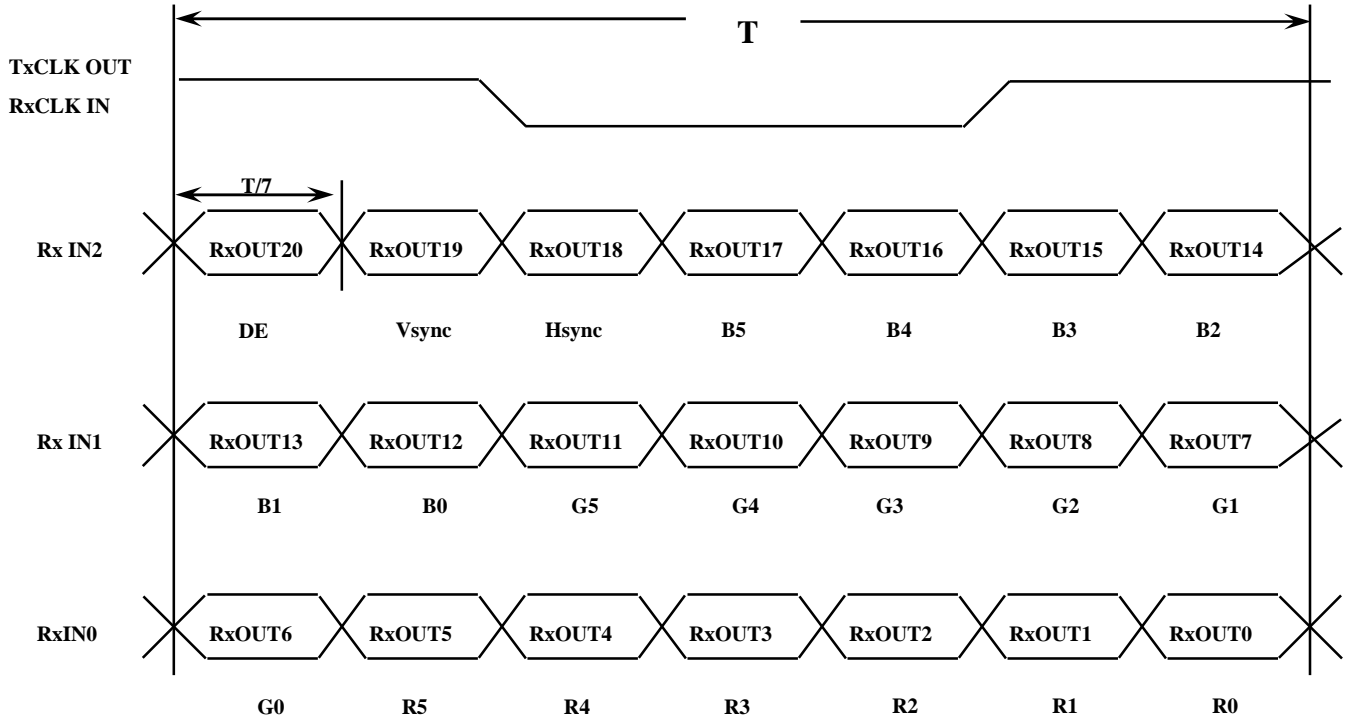 T
TxCLK OUT
RxCLK IN
T/7
Rx IN2 RxOUT20 RxOUT19 RxOUT18 RxOUT17 RxOUT16 RxOUT15 RxOUT14
DE Vsync Hsync B5 B4 B3 B2
Rx IN1 RxOUT13 RxOUT12 RxOUT11 RxOUT10 RxOUT9 RxOUT8 RxOUT7
B1 B0 G5 G4 G3 G2 G1
RxIN0 RxOUT6 RxOUT5 RxOUT4 RxOUT3 RxOUT2 RxOUT1 RxOUT0
G0 R5 R4 R3 R2 R1 R0